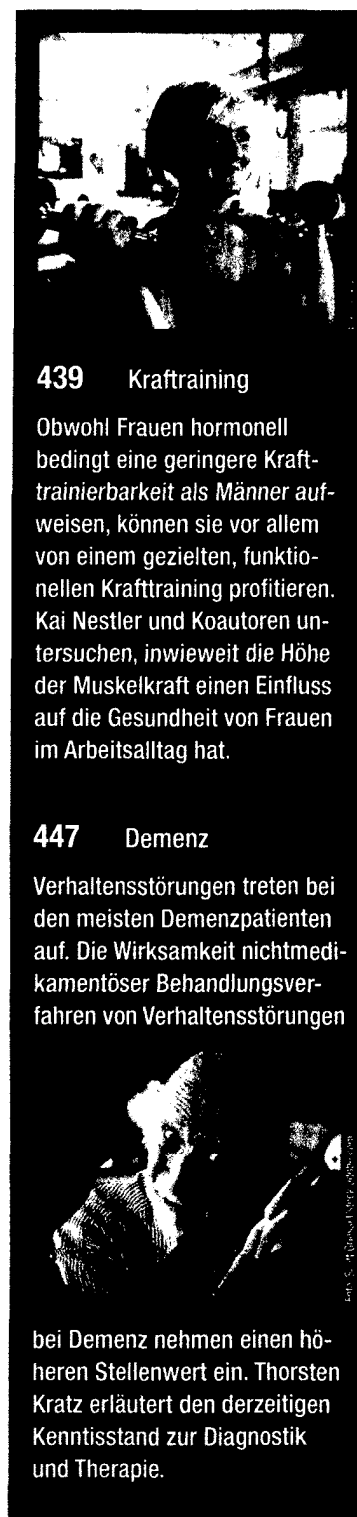 439 Kraftraining
Obwohl Frauen hormonell
bedingt eine geringere Kraft-
trainierbarkeit als Männer auf-
weisen, können sie vor allem
von einem gezielten, funktio-
nellen Krafttraining profitieren.
Kai Nestler und Koautoren un-
tersuchen, inwieweit die Höhe
der Muskelkraft einen Einfluss
auf die Gesundheit von Frauen
im Arbeitsalltag hat.
447 Demenz
Verhaltensstörungen treten bei
den meisten Demenzpatienten
auf. Die Wirksamkeit nichtmedi-
kamentöser Behandlungsver-
fahren von Verhaltensstörungen
bei Demenz nehmen einen hö-
heren Stellenwert ein. Thorsten
Kratz erläutert den derzeitigen
Kenntisstand zur Diagnostik
und Therapie.